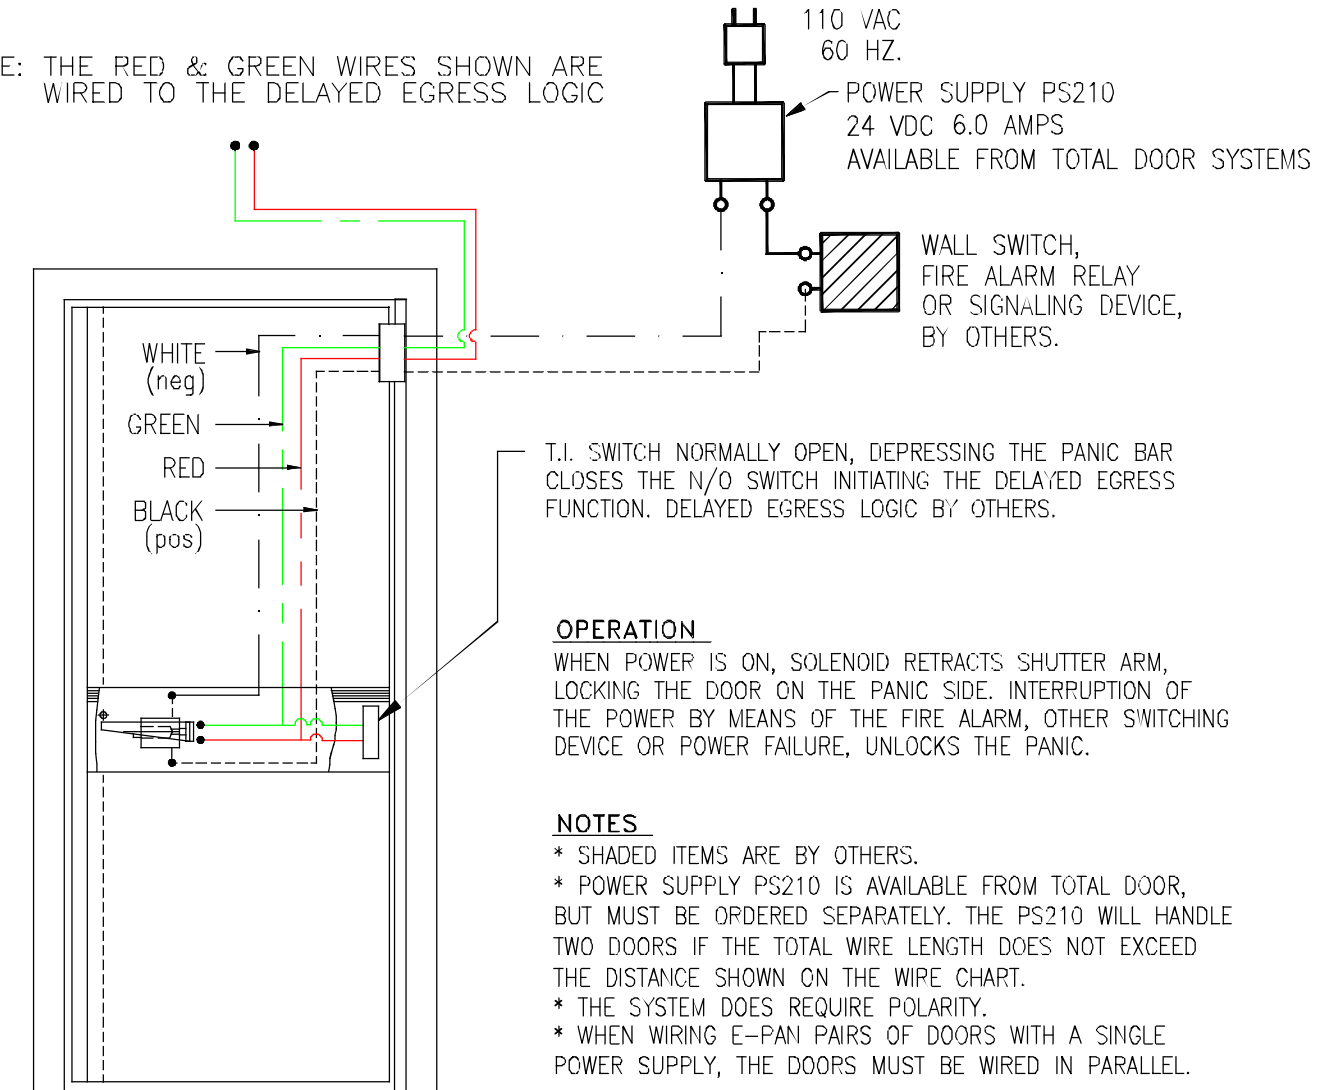 E: THE RED & GREEN WIRES SHOWN ARE
WIRED TO THE DELAYED EGRESS LOGIC
110 VAC
60 HZ.
POWER SUPPLY PS210
24 VDC 6.0 AMPS
AVAILABLE FROM TOTAL DOOR SYSTEMS
WALL SWITCH,
FIRE ALARM RELAY
OR SIGNALING DEVICE,
BY OTHERS.
WHITE
(neg)
GREEN
RED
BLACK
(pos)
T.I. SWITCH NORMALLY OPEN, DEPRESSING THE PANIC BAR
CLOSES THE N/O SWITCH INITIATING THE DELAYED EGRESS
FUNCTION. DELAYED EGRESS LOGIC BY OTHERS.
OPERATION
WHEN POWER IS ON, SOLENOID RETRACTS SHUTTER ARM,
LOCKING THE DOOR ON THE PANIC SIDE. INTERRUPTION OF
THE POWER BY MEANS OF THE FIRE ALARM, OTHER SWITCHING
DEVICE OR POWER FAILURE, UNLOCKS THE PANIC.
NOTES
* SHADED ITEMS ARE BY OTHERS.
* POWER SUPPLY PS210 IS AVAILABLE FROM TOTAL DOOR,
BUT MUST BE ORDERED SEPARATELY. THE PS210 WILL HANDLE
TWO DOORS IF THE TOTAL WIRE LENGTH DOES NOT EXCEED
THE DISTANCE SHOWN ON THE WIRE CHART.
* THE SYSTEM DOES REQUIRE POLARITY.
* WHEN WIRING E-PAN PAIRS OF DOORS WITH A SINGLE
POWER SUPPLY, THE DOORS MUST BE WIRED IN PARALLEL.